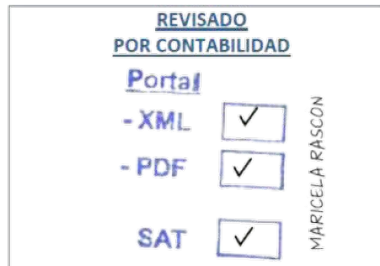 REVISADO
POR CONTABILIDAD
Portal
- XML ✓
- PDF ✓
SAT ✓
MARICELA RASCON